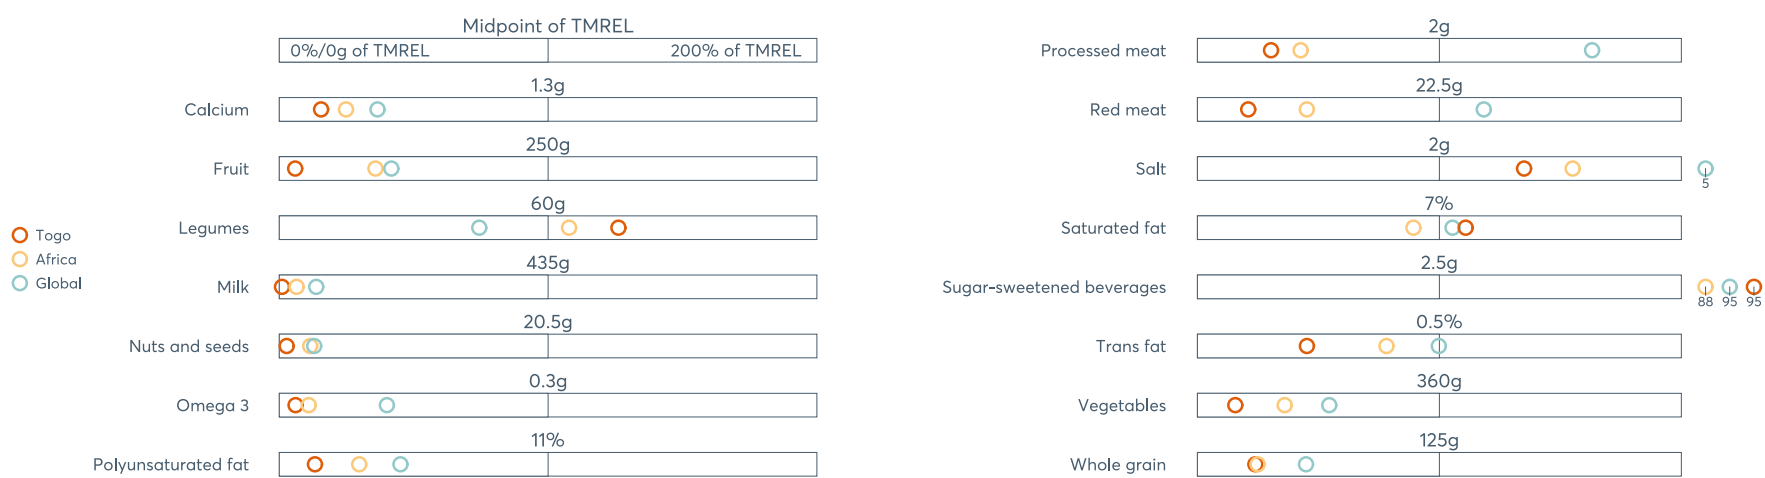 Midpoint of TMREL
0%/0g of TMREL 200% of TMREL
1.3g
Calcium
250g
Fruit
60g
Legumes
435g
Milk
20.5g
Nuts and seeds
0.3g
Omega 3
11%
Polyunsaturated fat
Togo
Africa
Global
2g
Processed meat
22.5g
Red meat
2g
Salt
5
7%
Saturated fat
2.5g
Sugar-sweetened beverages
88 95 95
0.5%
Trans fat
360g
Vegetables
125g
Whole grain